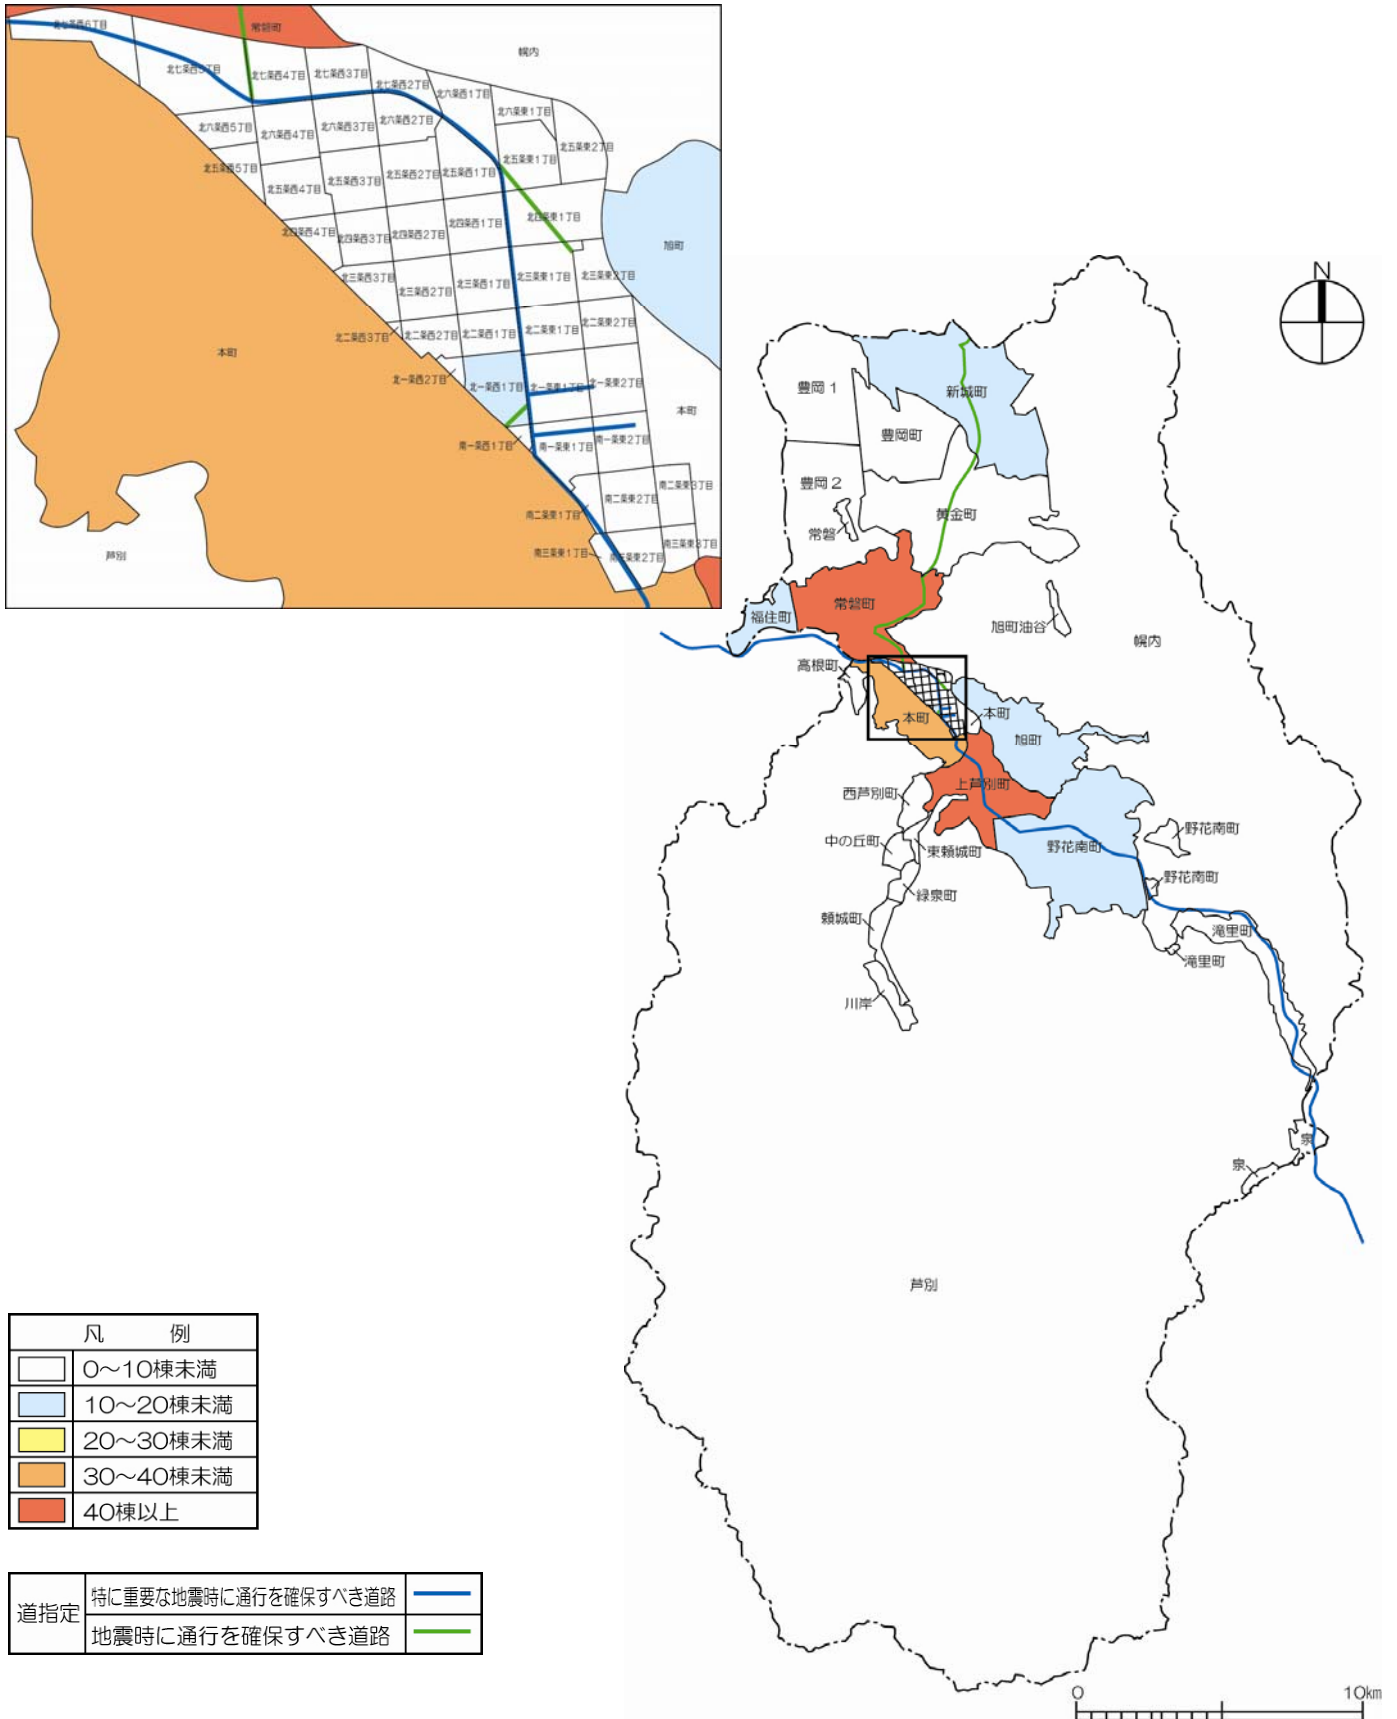 常磐町
幌内
北七条西6丁目
北七条西5丁目
北七条西4丁目
北七条西3丁目
北七条西2丁目
北六条西1丁目
北六条東1丁目
北六条西5丁目
北六条西4丁目
北六条西3丁目
北六条西2丁目
北五条東2丁目
北五条西5丁目
北五条西4丁目
北五条西3丁目
北五条西2丁目
北五条西1丁目
北五条東1丁目
北四条西4丁目
北四条西3丁目
北四条西2丁目
北四条西1丁目
北四条東1丁目
旭町
北三条西3丁目
北三条西2丁目
北三条西1丁目
北三条東1丁目
北三条東2丁目
北二条西3丁目
北二条西2丁目
北二条西1丁目
北二条東1丁目
北二条東2丁目
本町
北一条西2丁目
北一条西1丁目
北一条東1丁目
北一条東2丁目
本町
南一条西1丁目
南一条東1丁目
南一条東2丁目
南二条東1丁目
南二条東2丁目
南二条東3丁目
芦別
南三条東1丁目
南三条東2丁目
南三条東3丁目
N
豊岡1
新城町
豊岡町
豊岡2
常磐
黄金町
福住町
常磐町
旭町油谷
幌内
高根町
本町
本町
旭町
西芦別町
上芦別町
中の丘町
東頼城町
野花南町
野花南町
野花南町
緑泉町
頼城町
滝里町
滝里町
川岸
泉
泉
芦別
凡 例
0～10棟未満
10～20棟未満
20～30棟未満
30～40棟未満
40棟以上
道指定
特に重要な地震時に通行を確保すべき道路
地震時に通行を確保すべき道路
0 10km